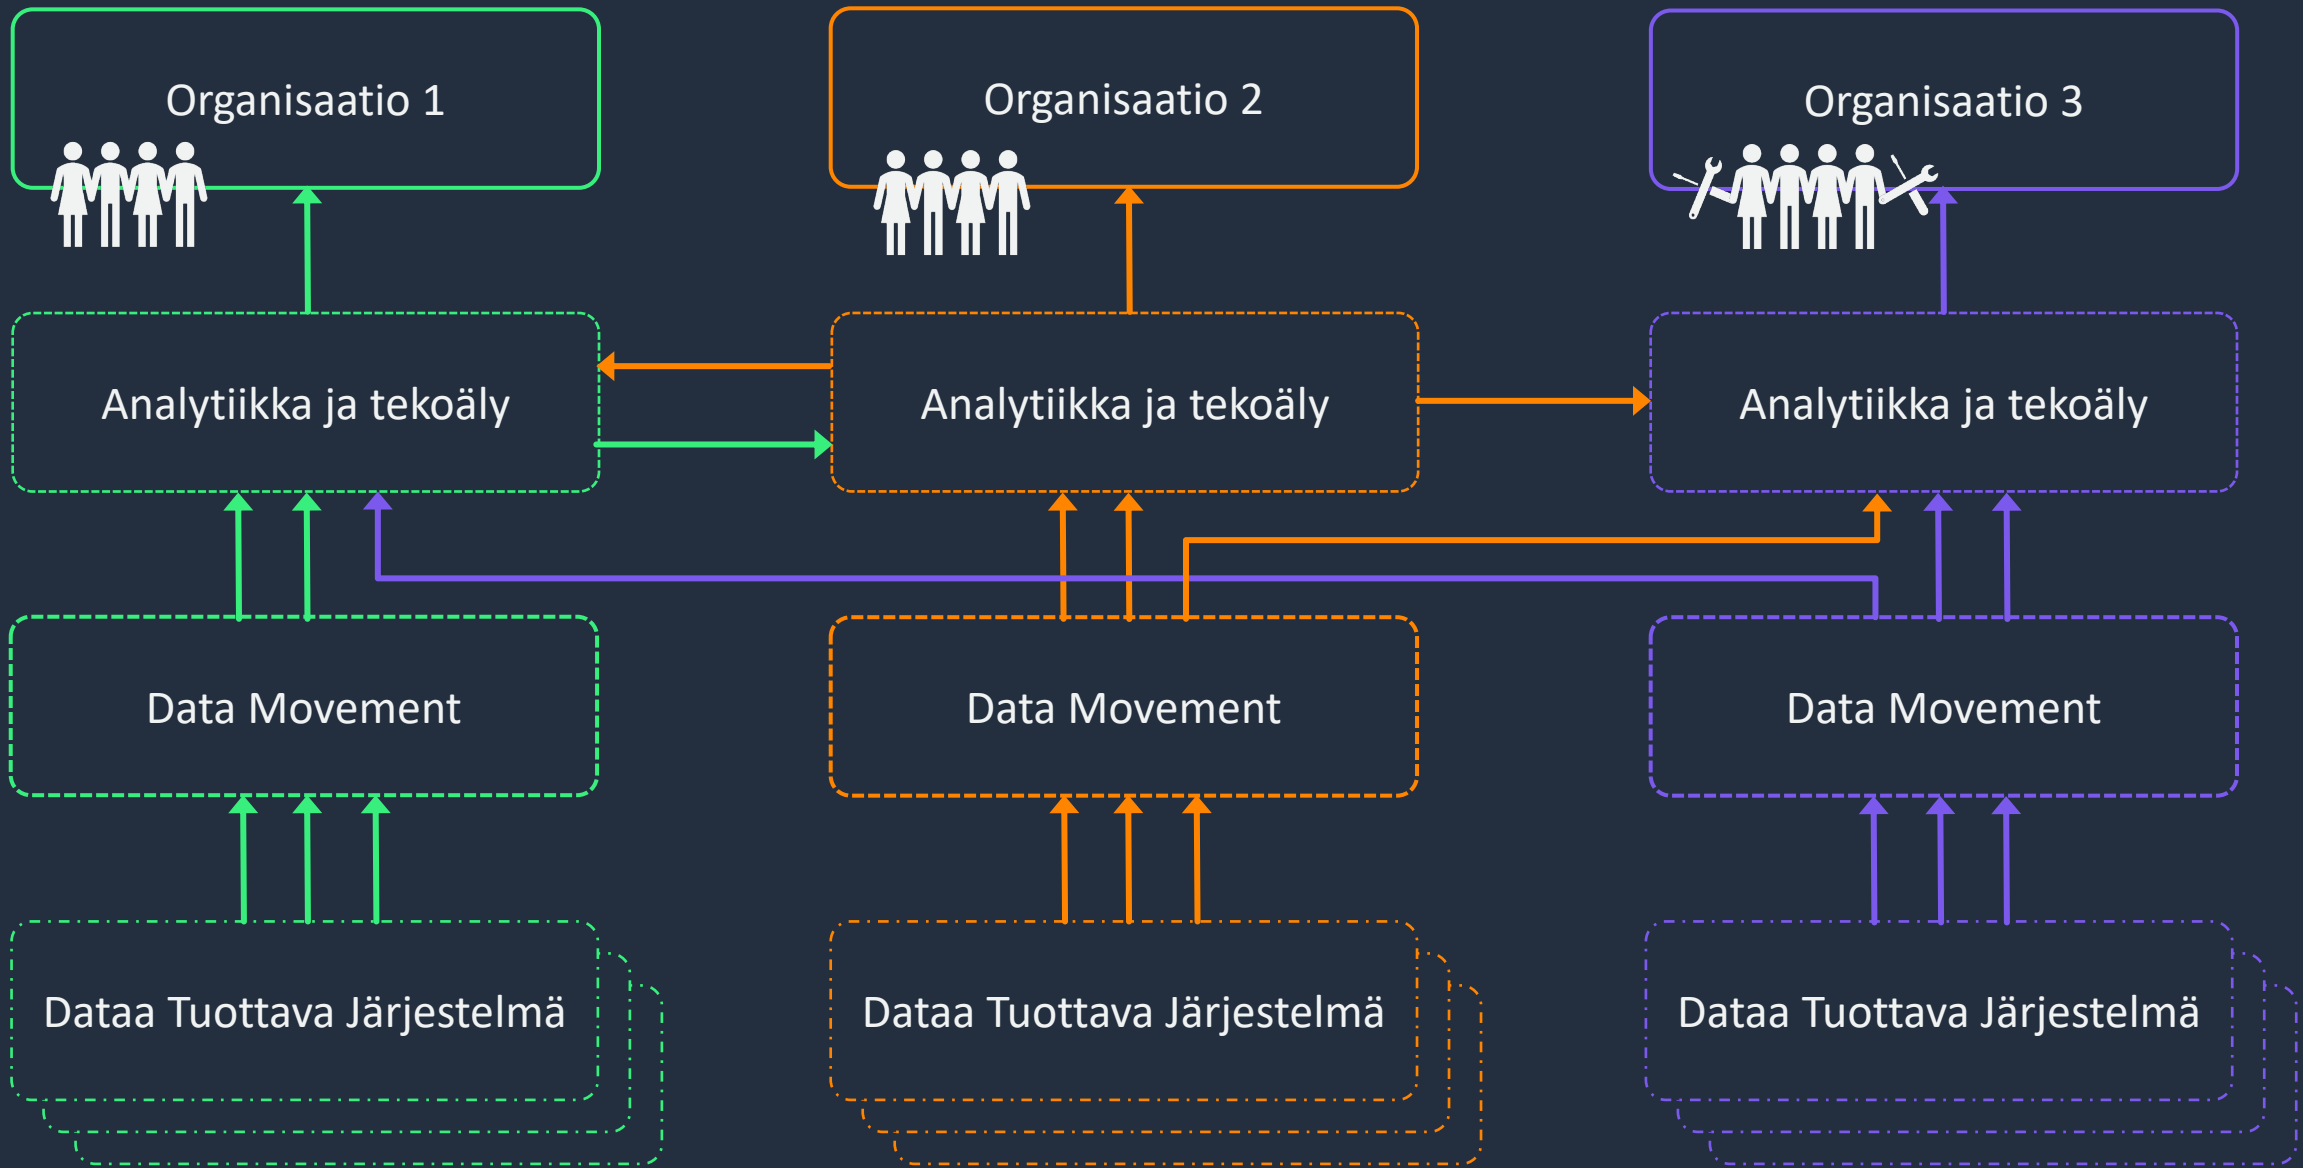 Organisaatio 1
Organisaatio 2
Organisaatio 3
Analytiikka ja tekoäly
Analytiikka ja tekoäly
Analytiikka ja tekoäly
Data Movement
Data Movement
Data Movement
Dataa Tuottava Järjestelmä
Dataa Tuottava Järjestelmä
Dataa Tuottava Järjestelmä